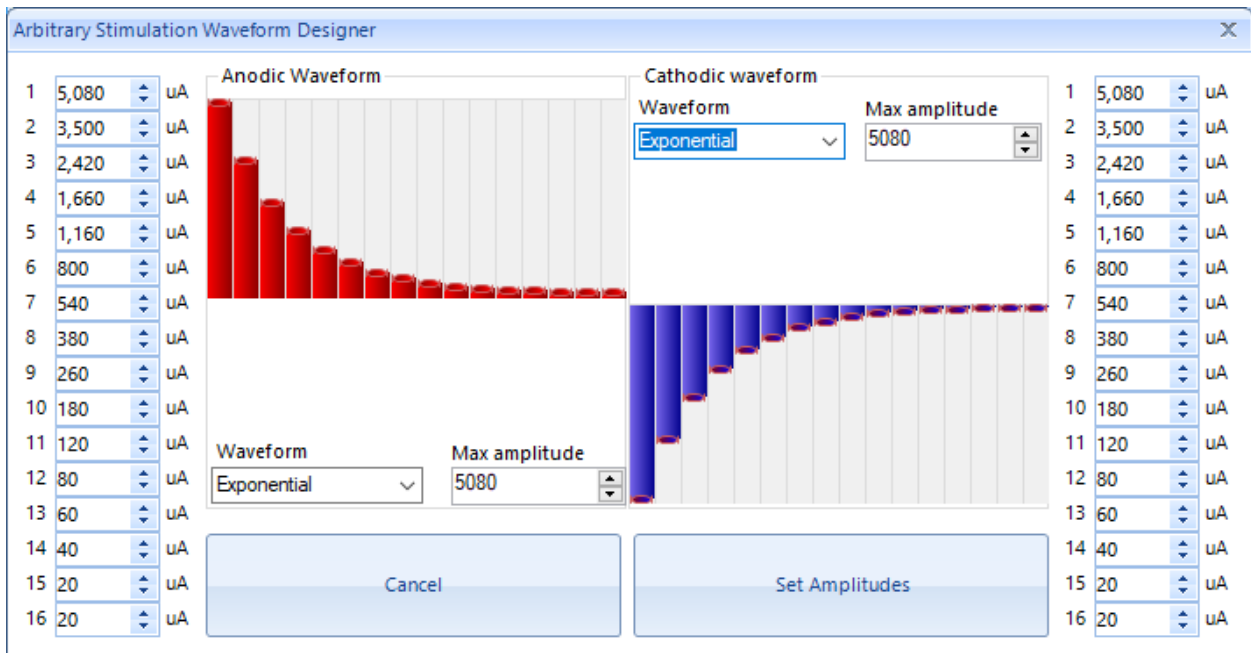 Arbitrary Stimulation Waveform Designer X
1 5,080 uA
2 3,500 uA
3 2,420 uA
4 1,660 uA
5 1,160 uA
6 800 uA
7 540 uA
8 380 uA
9 260 uA
10 180 uA
11 120 uA
12 80 uA
13 60 uA
14 40 uA
15 20 uA
16 20 uA
Anodic Waveform
Waveform Max amplitude
Exponential 5080
Cathodic waveform
Waveform Max amplitude
Exponential 5080
Cancel
Set Amplitudes
1 5,080 uA
2 3,500 uA
3 2,420 uA
4 1,660 uA
5 1,160 uA
6 800 uA
7 540 uA
8 380 uA
9 260 uA
10 180 uA
11 120 uA
12 80 uA
13 60 uA
14 40 uA
15 20 uA
16 20 uA